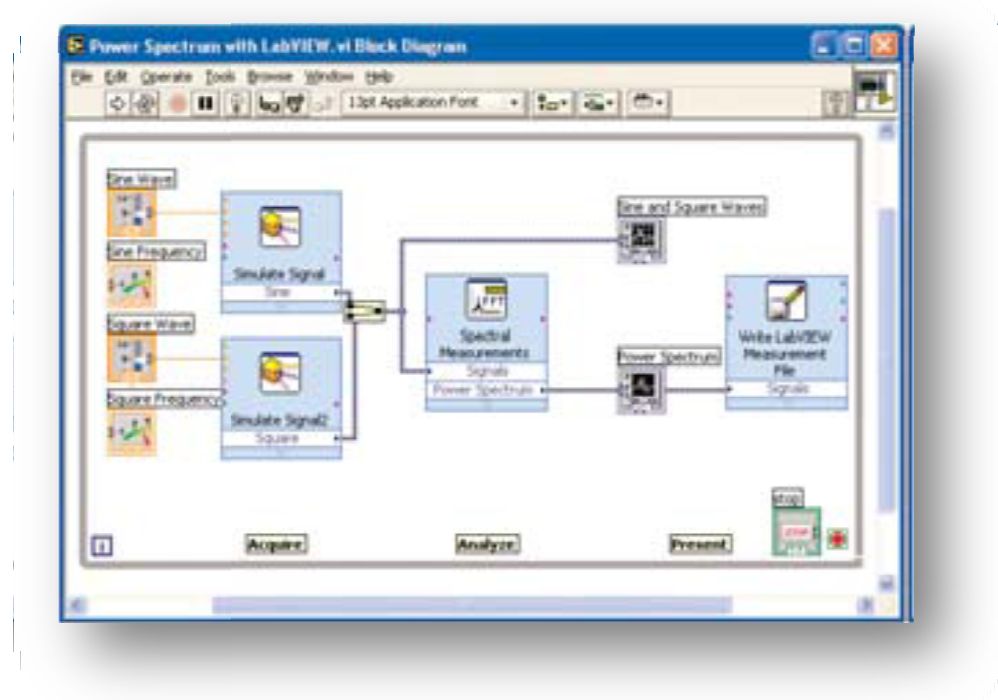 Power Spectrum with LabVIEW.vi Block Diagram
File Edit Operate Tools Browse Window Help
13pt Application Font
Sine Wave
Simulate Signal
Sine
Sine Frequency
Square Wave
Simulate Signal2
Square
Square Frequency
Sine and Square Waves
FFT
Spectral
Measurements
Signals
Power Spectrum
Power Spectrum
Write LabVIEW
Measurement
File
Signals
stop
STOP
i
Acquire
Analyze
Present